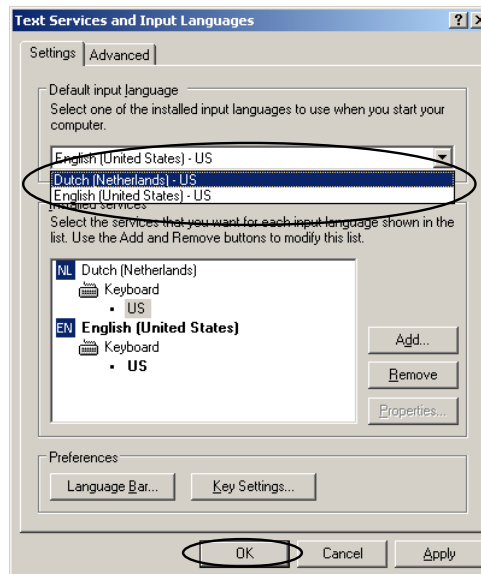 Text Services and Input Languages
Settings Advanced
Default input language
Select one of the installed input languages to use when you start your
computer.
English (United States) - US
Dutch (Netherlands) - US
English (United States) - US
Installed services
Select the services that you want for each input language shown in the
list. Use the Add and Remove buttons to modify this list.
NL Dutch (Netherlands)
Keyboard
• US
EN English (United States)
Keyboard
• US
Add...
Remove
Properties...
Preferences
Language Bar... Key Settings...
OK Cancel Apply